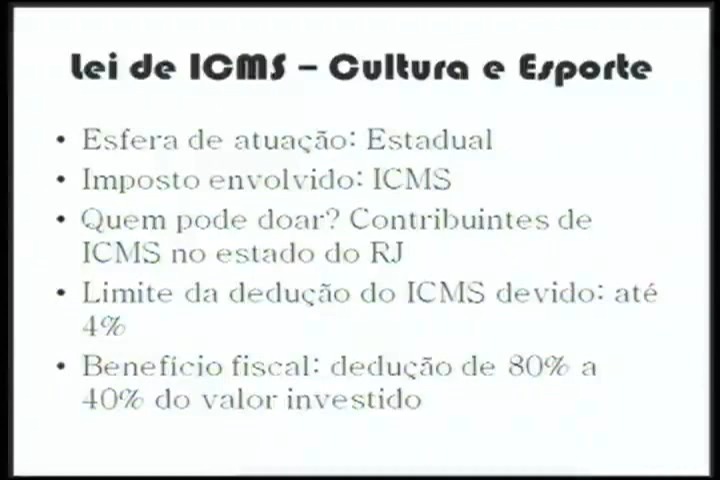 Lei de ICMS – Cultura e Esporte
• Esfera de atuação: Estadual
• Imposto envolvido: ICMS
• Quem pode doar? Contribuintes de
ICMS no estado do RJ
• Limite da dedução do ICMS devido: até
4%
• Benefício fiscal: dedução de 80% a
40% do valor investido